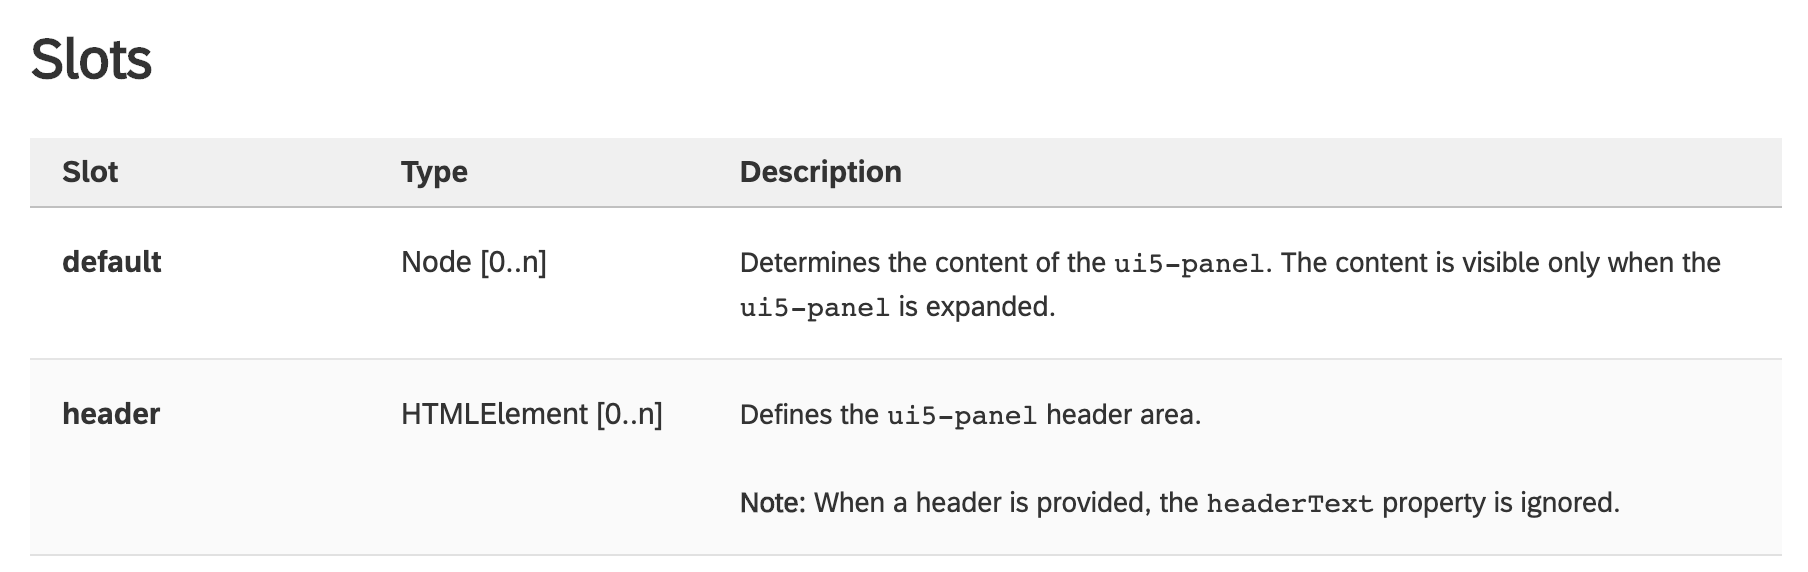 Slots
Slot Type Description
default Node [0..n] Determines the content of the ui5-panel. The content is visible only when the
ui5-panel is expanded.
header HTMLElement [0..n] Defines the ui5-panel header area.
Note: When a header is provided, the headerText property is ignored.